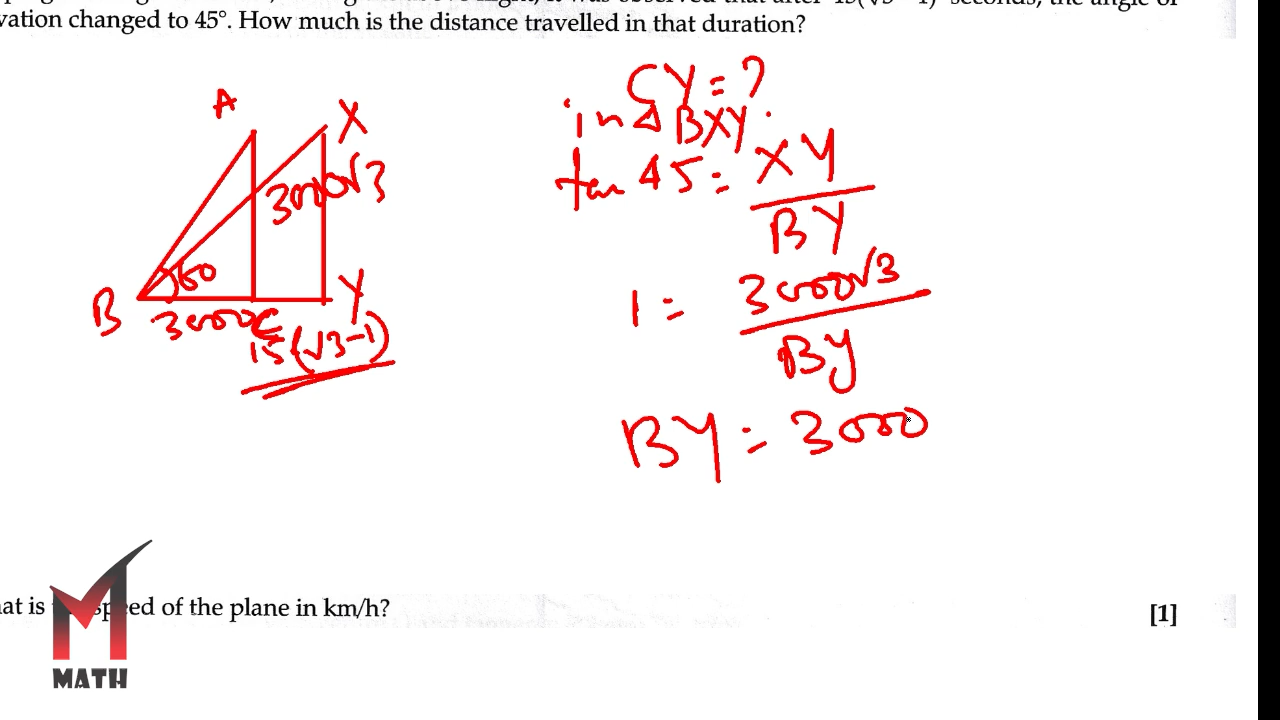 vation changed to 45°. How much is the distance travelled in that duration?
CY = ?
in Δ BXY.
tan 45 = XY
BY
1 = 3000√3
BY
BY = 3000
A
X
3000√3
60
B
Y
3000 C
15(√3-1)
at is speed of the plane in km/h?
[1]
M
MATH